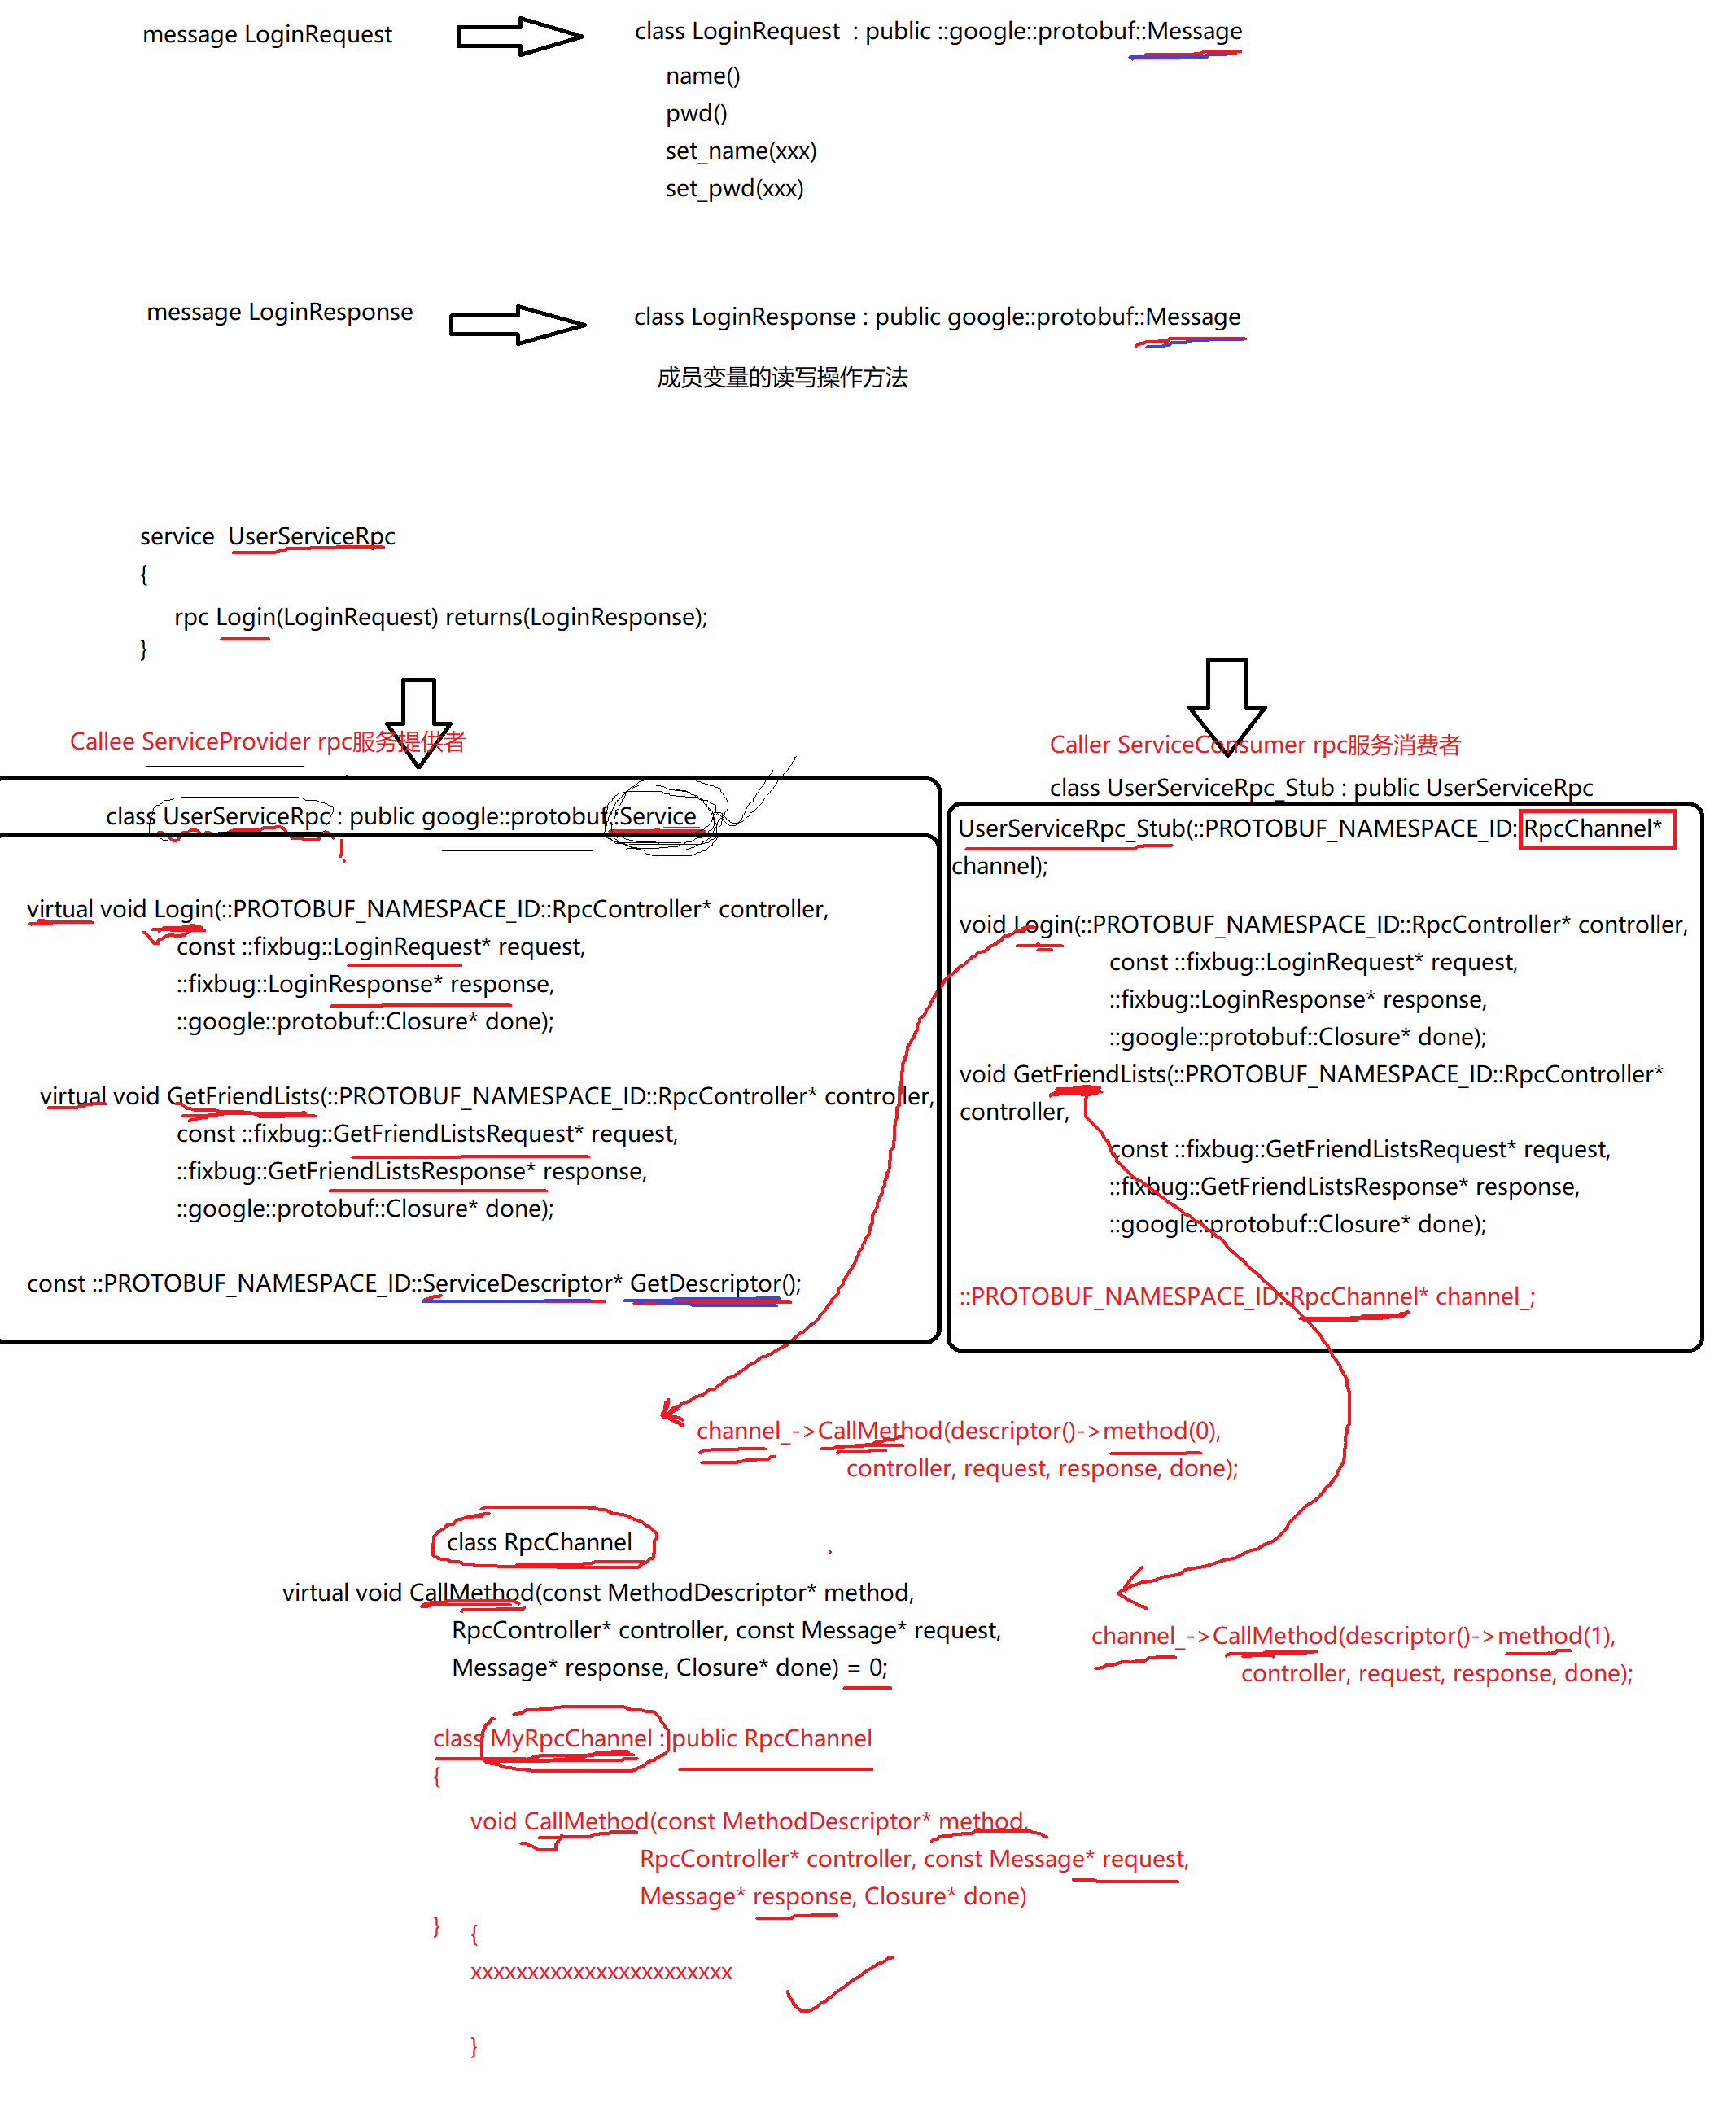 message LoginRequest
class LoginRequest : public ::google::protobuf::Message
name()
pwd()
set_name(xxx)
set_pwd(xxx)
message LoginResponse
class LoginResponse : public google::protobuf::Message
成员变量的读写操作方法
service UserServiceRpc
{
rpc Login(LoginRequest) returns(LoginResponse);
}
Callee ServiceProvider rpc服务提供者
class UserServiceRpc : public google::protobuf::Service
virtual void Login(::PROTOBUF_NAMESPACE_ID::RpcController* controller,
const ::fixbug::LoginRequest* request,
::fixbug::LoginResponse* response,
::google::protobuf::Closure* done);
virtual void GetFriendLists(::PROTOBUF_NAMESPACE_ID::RpcController* controller,
const ::fixbug::GetFriendListsRequest* request,
::fixbug::GetFriendListsResponse* response,
::google::protobuf::Closure* done);
const ::PROTOBUF_NAMESPACE_ID::ServiceDescriptor* GetDescriptor();
Caller ServiceConsumer rpc服务消费者
class UserServiceRpc_Stub : public UserServiceRpc
UserServiceRpc_Stub(::PROTOBUF_NAMESPACE_ID::RpcChannel*
channel);
void Login(::PROTOBUF_NAMESPACE_ID::RpcController* controller,
const ::fixbug::LoginRequest* request,
::fixbug::LoginResponse* response,
::google::protobuf::Closure* done);
void GetFriendLists(::PROTOBUF_NAMESPACE_ID::RpcController*
controller,
const ::fixbug::GetFriendListsRequest* request,
::fixbug::GetFriendListsResponse* response,
::google::protobuf::Closure* done);
::PROTOBUF_NAMESPACE_ID::RpcChannel* channel_;
channel_->CallMethod(descriptor()->method(0),
controller, request, response, done);
class RpcChannel
virtual void CallMethod(const MethodDescriptor* method,
RpcController* controller, const Message* request,
Message* response, Closure* done) = 0;
channel_->CallMethod(descriptor()->method(1),
controller, request, response, done);
class MyRpcChannel : public RpcChannel
{
void CallMethod(const MethodDescriptor* method,
RpcController* controller, const Message* request,
Message* response, Closure* done)
}
{
xxxxxxxxxxxxxxxxxxxxxxx
}